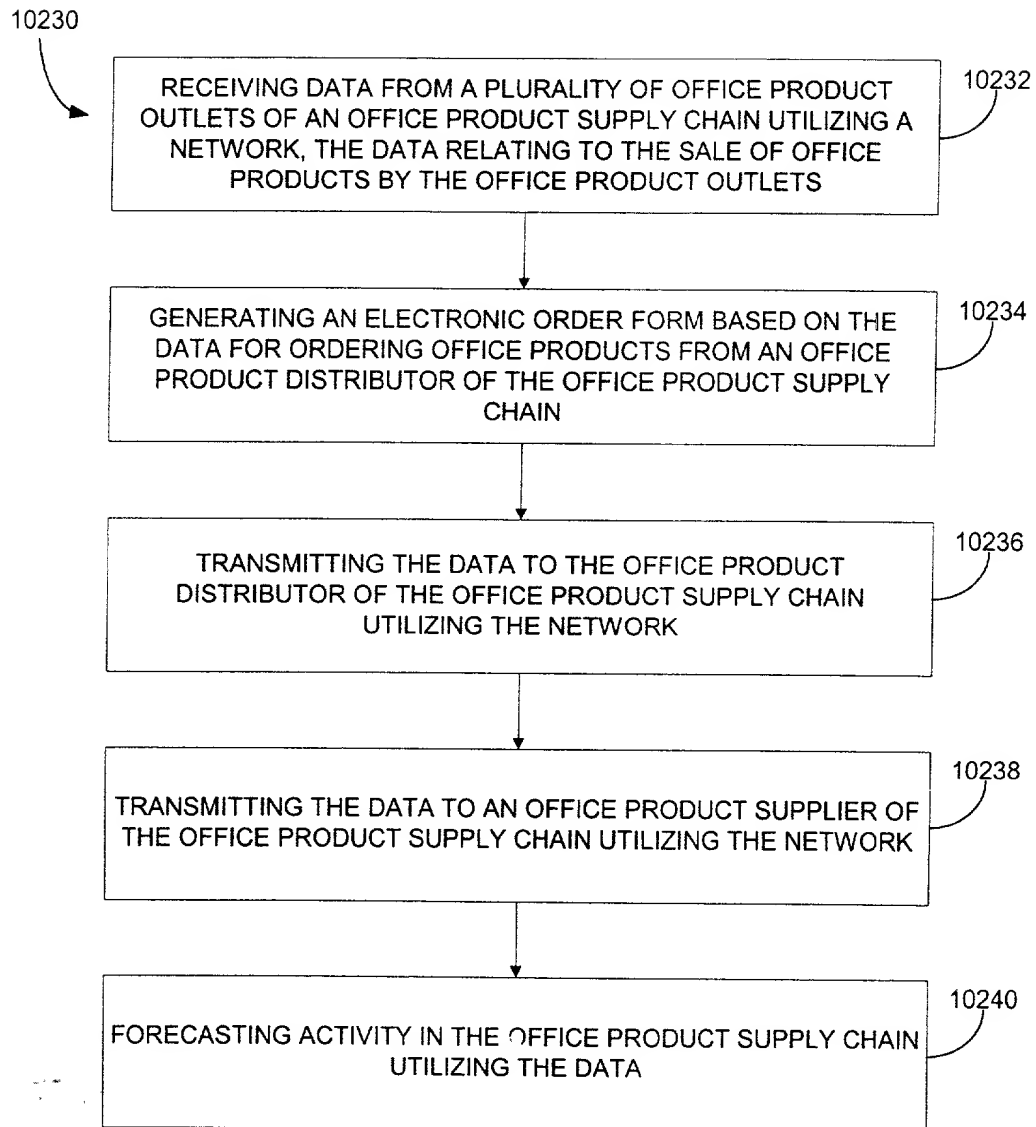 10230
RECEIVING DATA FROM A PLURALITY OF OFFICE PRODUCT
OUTLETS OF AN OFFICE PRODUCT SUPPLY CHAIN UTILIZING A
NETWORK, THE DATA RELATING TO THE SALE OF OFFICE
PRODUCTS BY THE OFFICE PRODUCT OUTLETS
10232
GENERATING AN ELECTRONIC ORDER FORM BASED ON THE
DATA FOR ORDERING OFFICE PRODUCTS FROM AN OFFICE
PRODUCT DISTRIBUTOR OF THE OFFICE PRODUCT SUPPLY
CHAIN
10234
TRANSMITTING THE DATA TO THE OFFICE PRODUCT
DISTRIBUTOR OF THE OFFICE PRODUCT SUPPLY CHAIN
UTILIZING THE NETWORK
10236
TRANSMITTING THE DATA TO AN OFFICE PRODUCT SUPPLIER OF
THE OFFICE PRODUCT SUPPLY CHAIN UTILIZING THE NETWORK
10238
FORECASTING ACTIVITY IN THE OFFICE PRODUCT SUPPLY CHAIN
UTILIZING THE DATA
10240